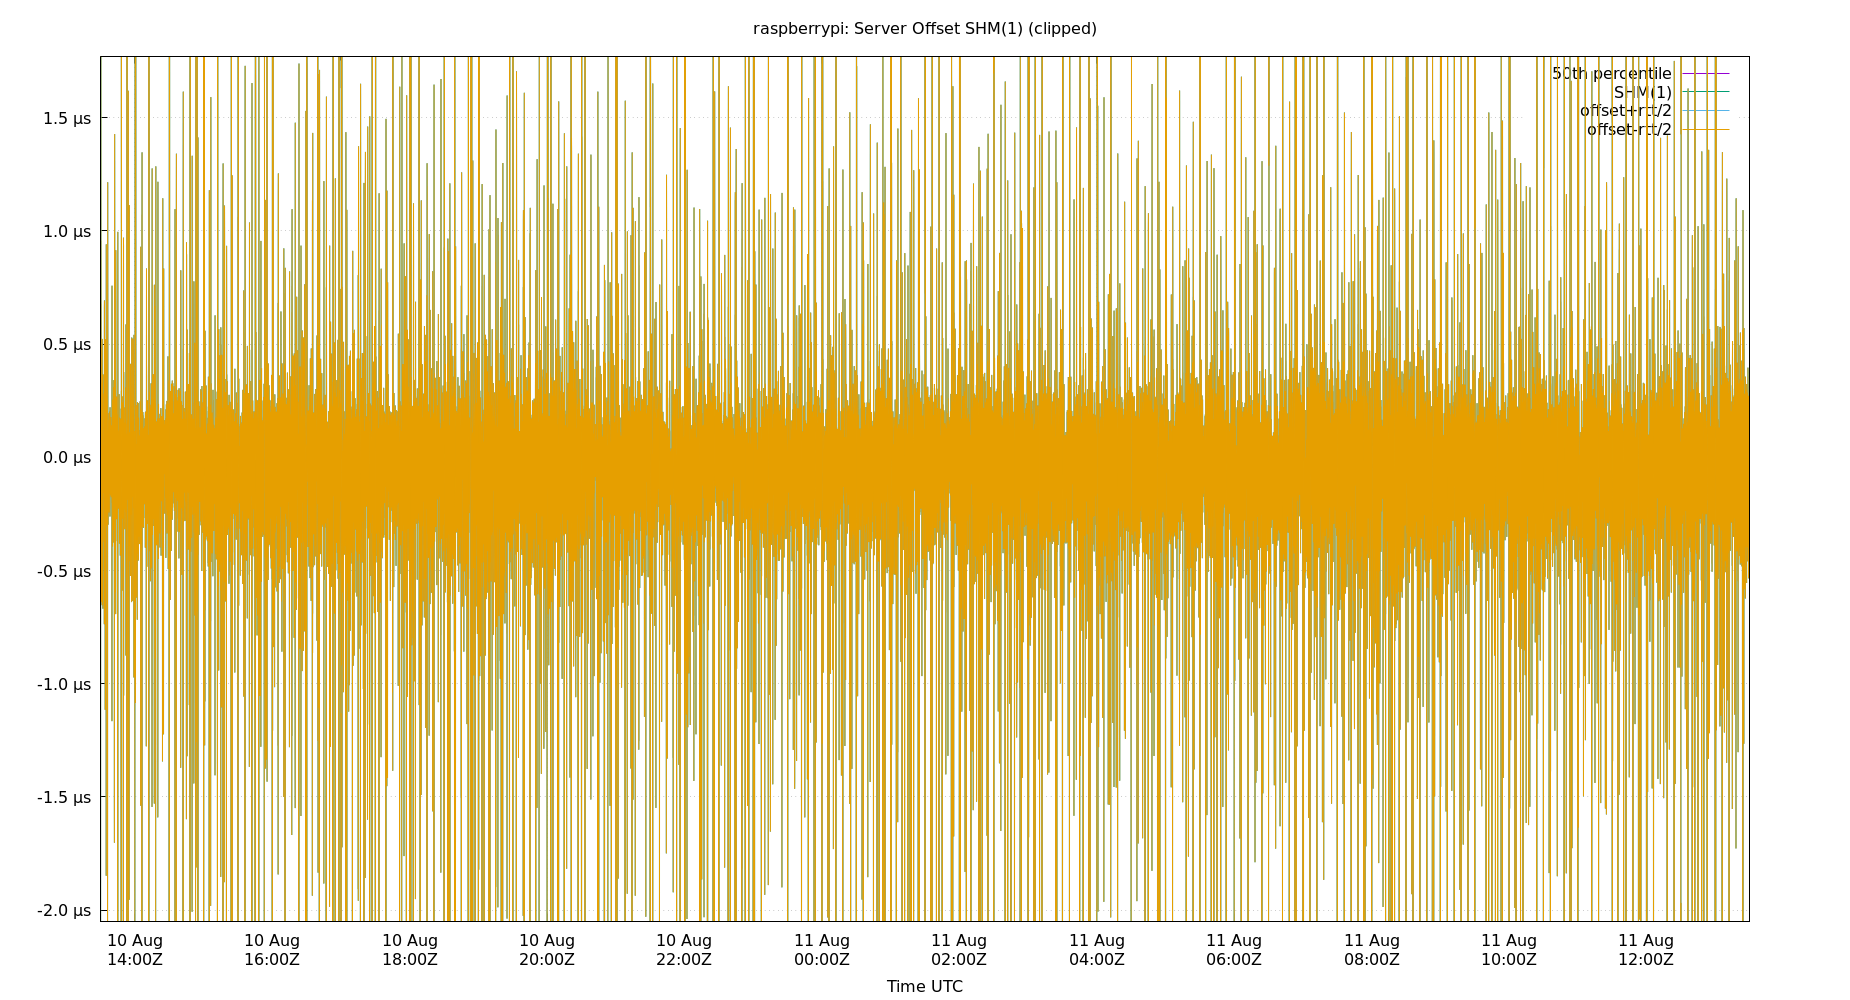 raspberrypi: Server Offset SHM(1) (clipped)
50th percentile
SHM(1)
offset+rtt/2
offset-rtt/2
1.5 µs
1.0 µs
0.5 µs
0.0 µs
-0.5 µs
-1.0 µs
-1.5 µs
-2.0 µs
10 Aug 10 Aug 10 Aug 10 Aug 10 Aug 11 Aug 11 Aug 11 Aug 11 Aug 11 Aug 11 Aug 11 Aug
14:00Z 16:00Z 18:00Z 20:00Z 22:00Z 00:00Z 02:00Z 04:00Z 06:00Z 08:00Z 10:00Z 12:00Z
Time UTC